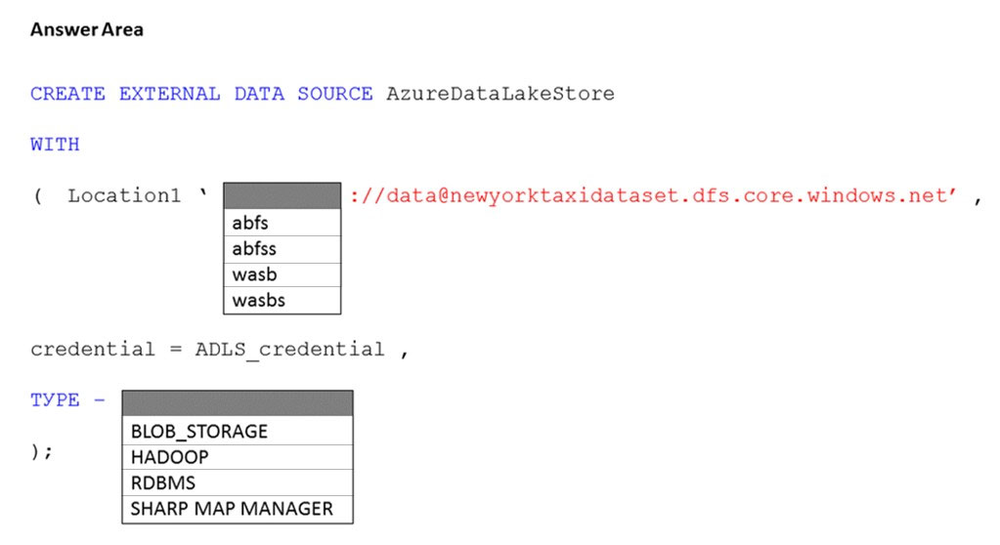 Answer Area
CREATE EXTERNAL DATA SOURCE AzureDataLakeStore
WITH
( Location1 ‘ ://data@newyorktaxidataset.dfs.core.windows.net’ ,
abfs
abfss
wasb
wasbs
credential = ADLS_credential ,
TYPE –
BLOB_STORAGE
HADOOP
RDBMS
SHARP MAP MANAGER
);